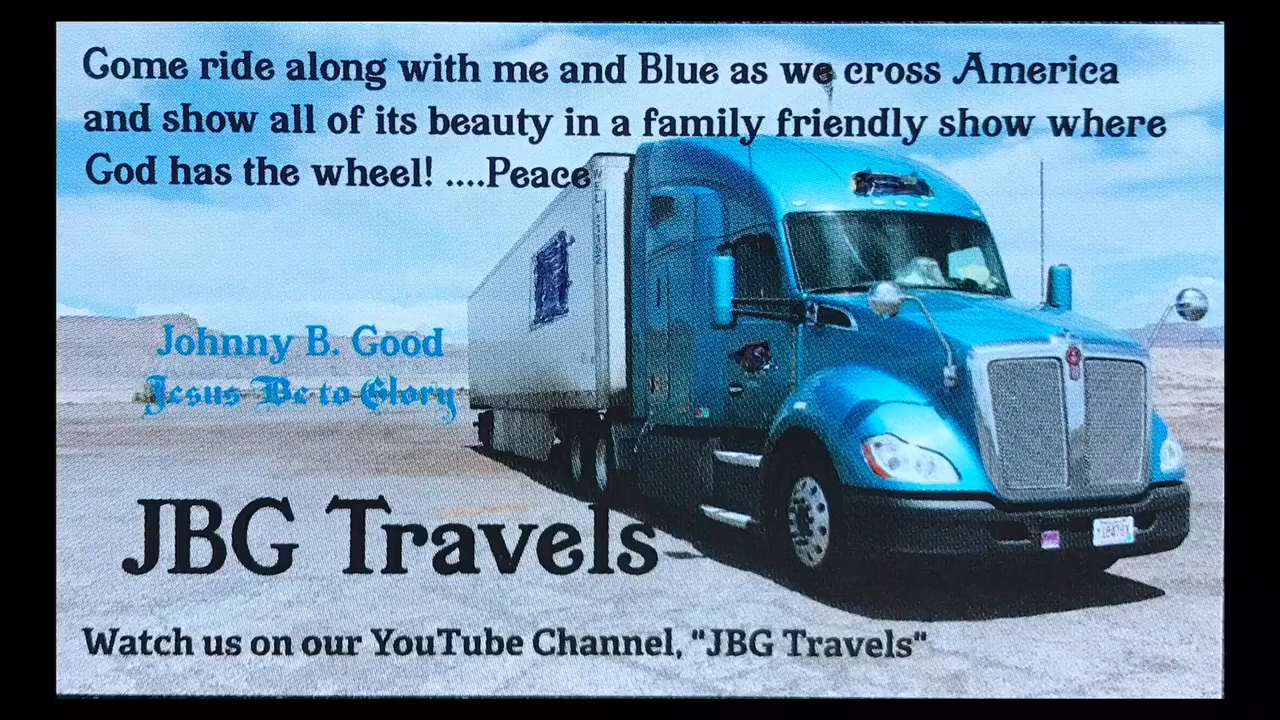 Come ride along with me and Blue as we cross America
and show all of its beauty in a family friendly show where
God has the wheel! ....Peace
Johnny B. Good
Jesus Be to Glory
JBG Travels
Watch us on our YouTube Channel, "JBG Travels"